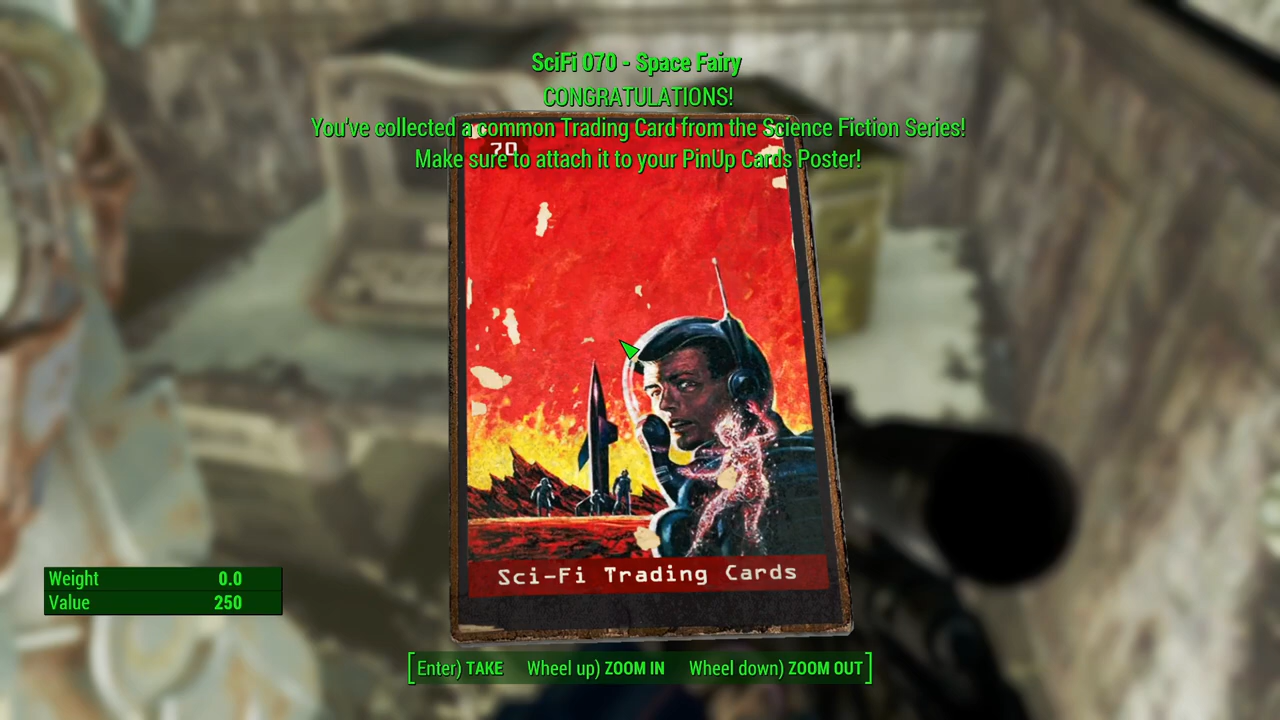 SciFi 070 - Space Fairy
CONGRATULATIONS!
You've collected a common Trading Card from the Science Fiction Series!
70
Make sure to attach it to your PinUp Cards Poster!
Sci-Fi Trading Cards
Weight 0.0
Value 250
Enter) TAKE Wheel up) ZOOM IN Wheel down) ZOOM OUT